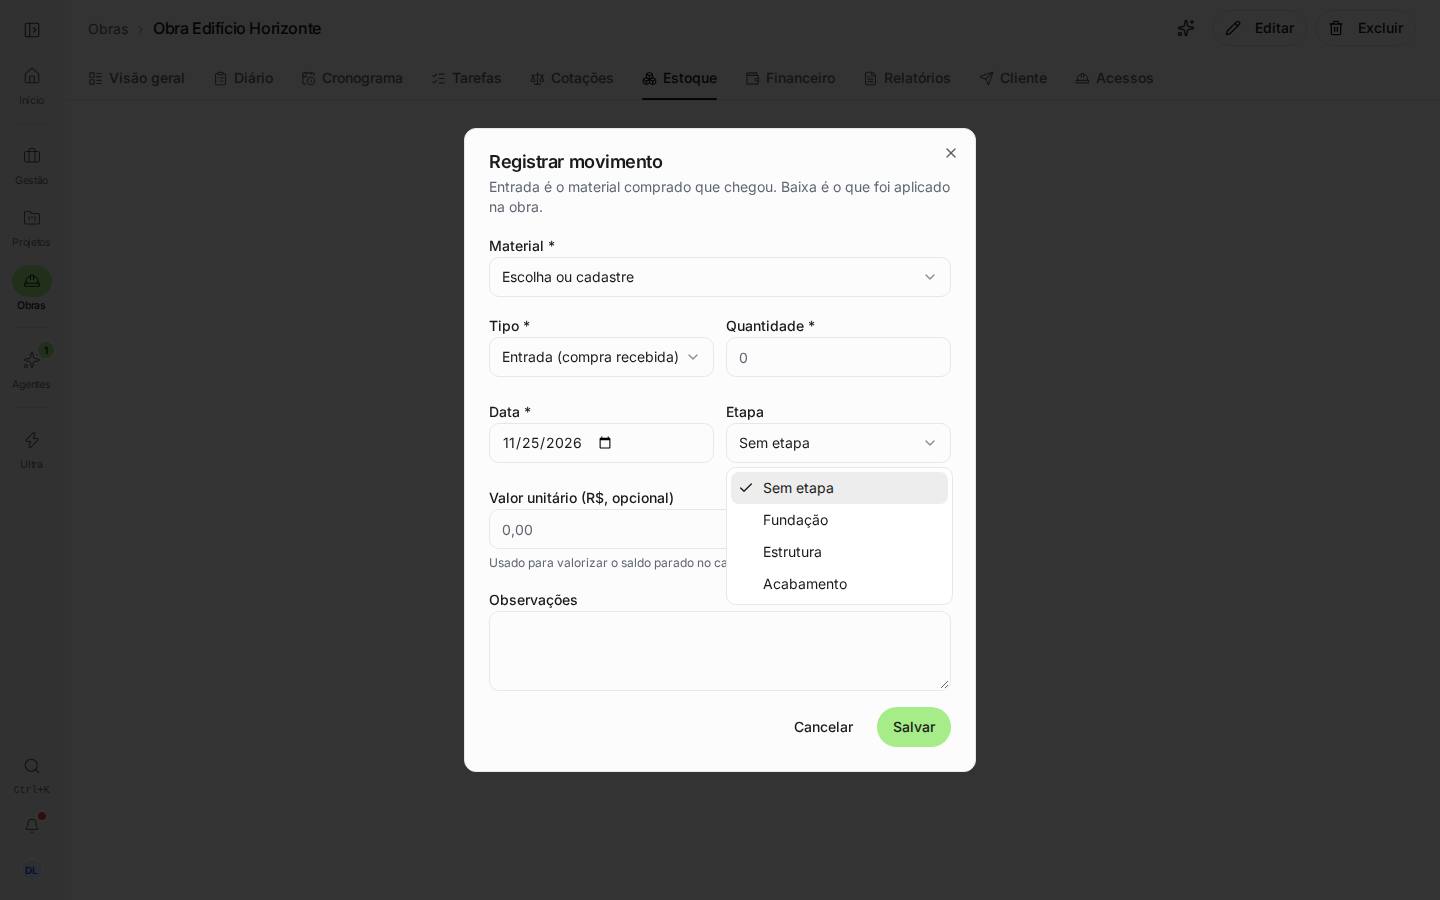 Obras
Obra Edifício Horizonte
Editar
Excluir
Início
Visão geral
Diário
Cronograma
Tarefas
Cotações
Estoque
Financeiro
Relatórios
Cliente
Acessos
Gestão
Projetos
Obras
1
Agentes
Ultra
Ctrl+K
DL
Registrar movimento
Entrada é o material comprado que chegou. Baixa é o que foi aplicado
na obra.
Material *
Escolha ou cadastre
Tipo *
Quantidade *
Entrada (compra recebida)
0
Data *
Etapa
11/25/2026
Sem etapa
Sem etapa
Fundação
Estrutura
Acabamento
Valor unitário (R$, opcional)
0,00
Usado para valorizar o saldo parado no ca
Observações
Cancelar
Salvar